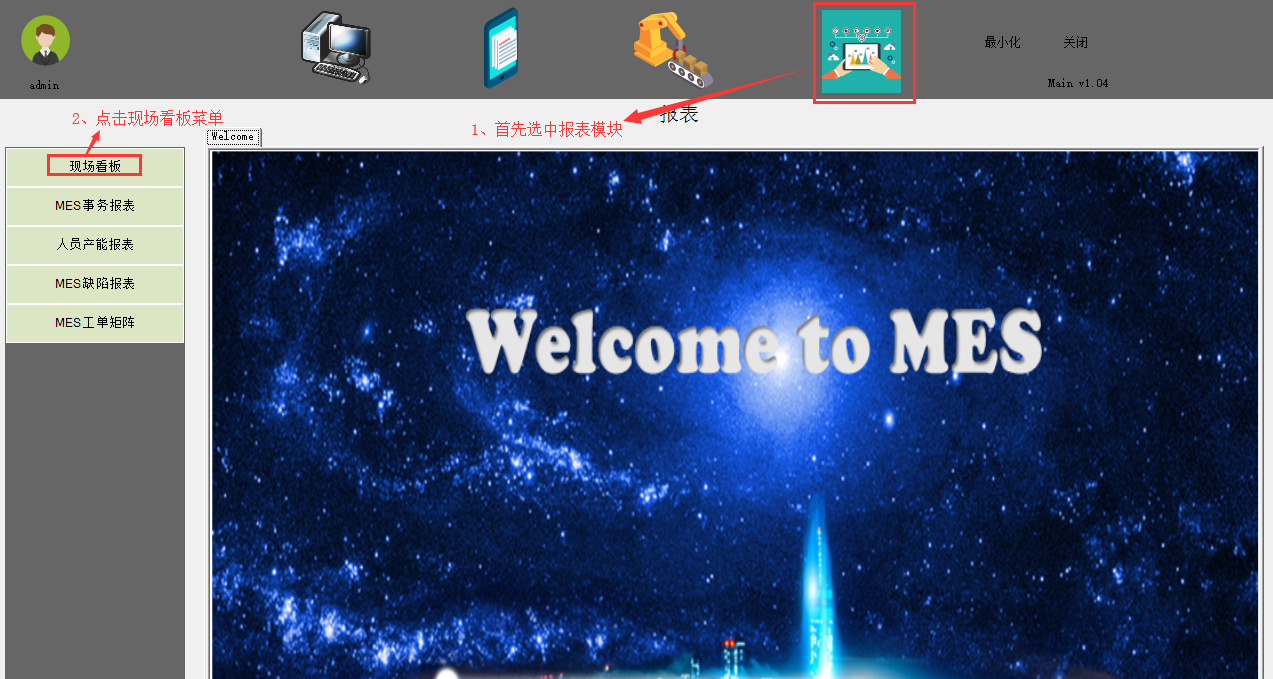 admin
最小化
关闭
Main v1.04
报表
1、首先选中报表模块
2、点击现场看板菜单
Welcome
现场看板
MES事务报表
人员产能报表
MES缺陷报表
MES工单矩阵
Welcome to MES